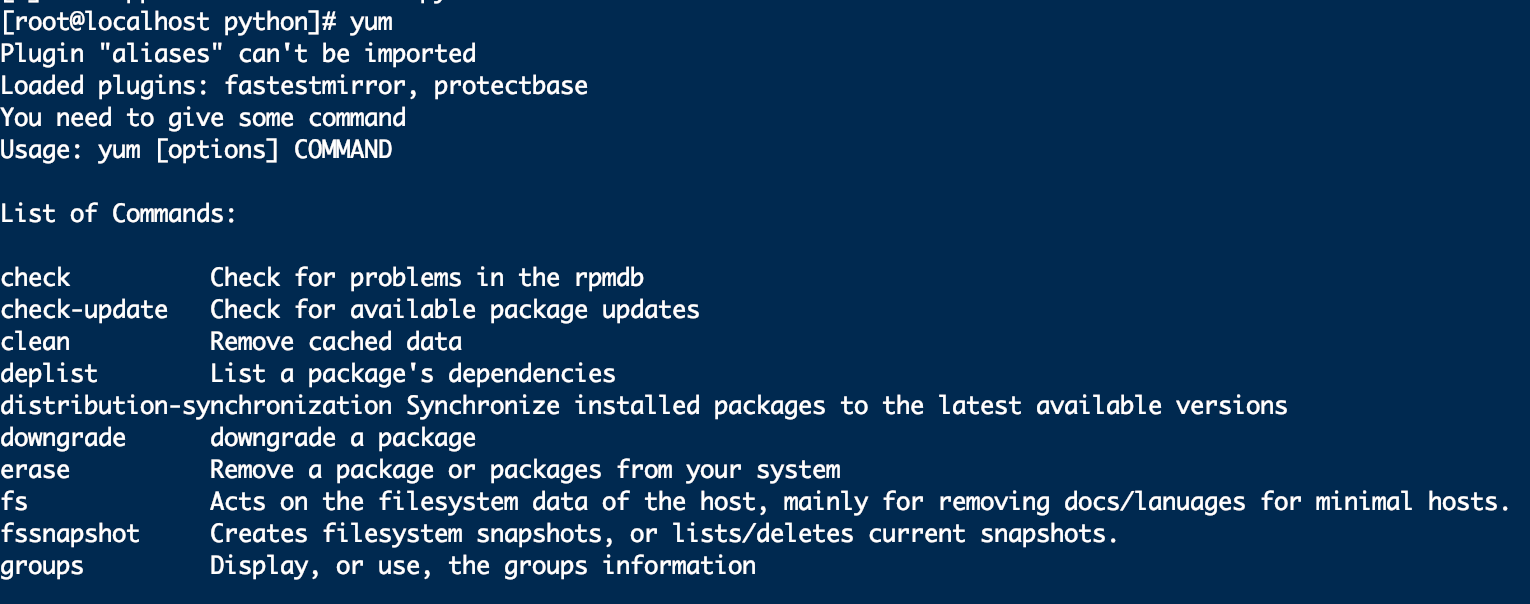 [root@localhost python]# yum
Plugin "aliases" can't be imported
Loaded plugins: fastestmirror, protectbase
You need to give some command
Usage: yum [options] COMMAND
List of Commands:
check Check for problems in the rpmdb
check-update Check for available package updates
clean Remove cached data
deplist List a package's dependencies
distribution-synchronization Synchronize installed packages to the latest available versions
downgrade downgrade a package
erase Remove a package or packages from your system
fs Acts on the filesystem data of the host, mainly for removing docs/lanuages for minimal hosts.
fssnapshot Creates filesystem snapshots, or lists/deletes current snapshots.
groups Display, or use, the groups information